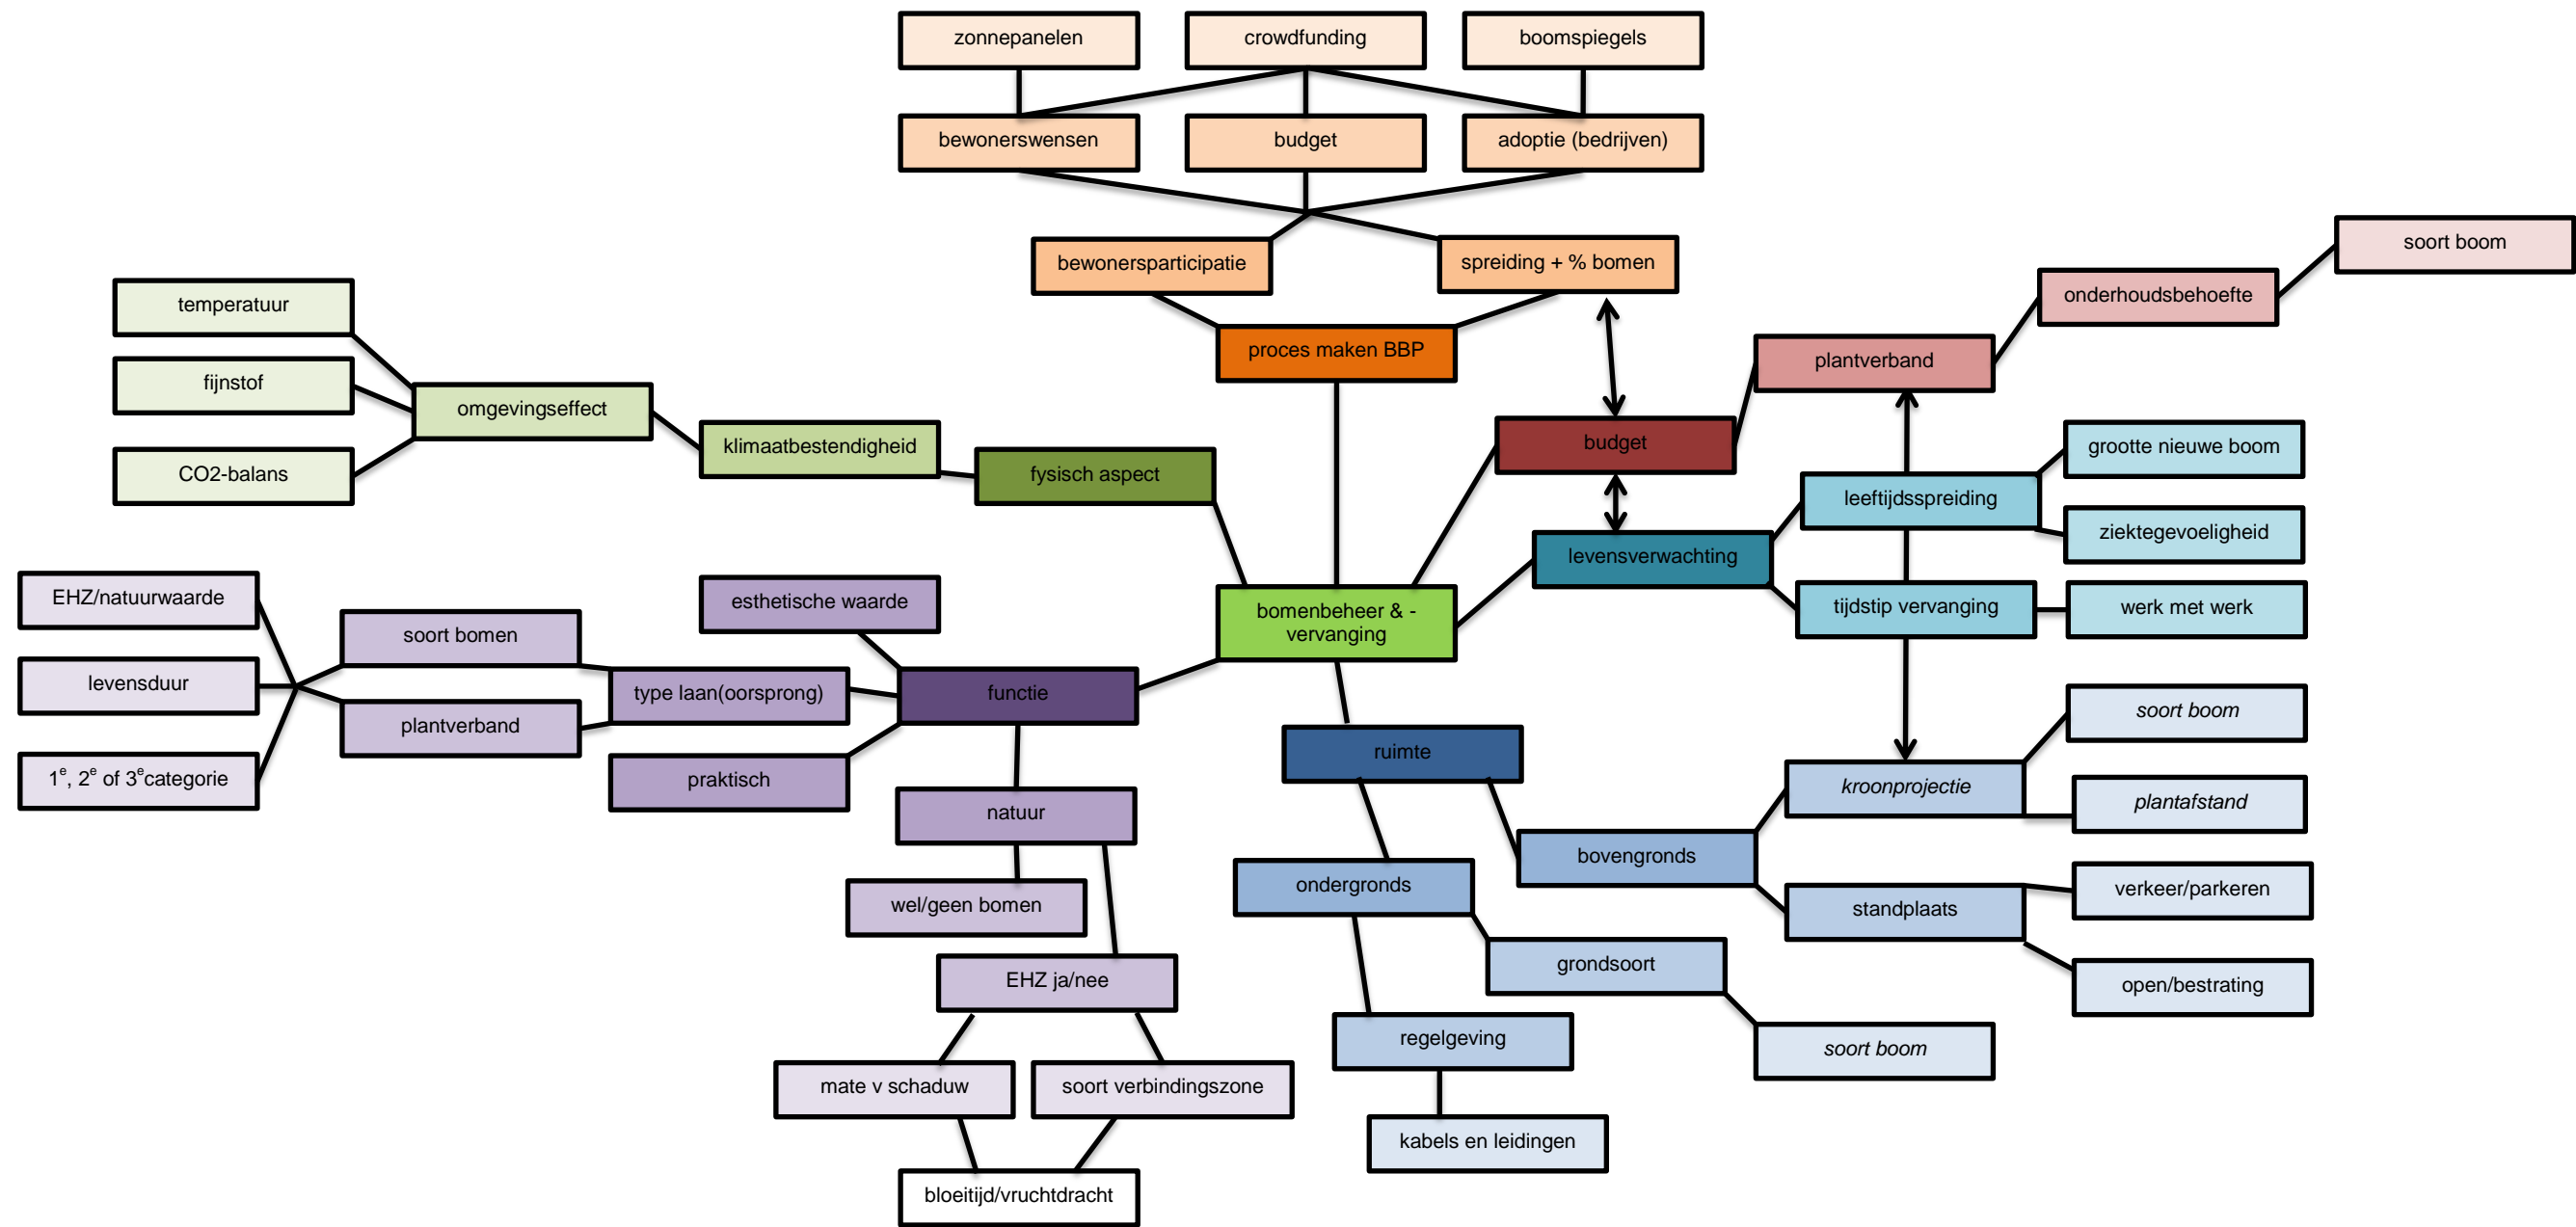 zonnepanelen
crowdfunding
boomspiegels
bewonerswensen
budget
adoptie (bedrijven)
bewonersparticipatie
spreiding + % bomen
soort boom
temperatuur
onderhoudsbehoefte
proces maken BBP
plantverband
fijnstof
omgevingseffect
klimaatbestendigheid
budget
grootte nieuwe boom
CO2-balans
fysisch aspect
leeftijdsspreiding
ziektegevoeligheid
levensverwachting
EHZ/natuurwaarde
esthetische waarde
bomenbeheer & -
vervanging
tijdstip vervanging
werk met werk
soort bomen
levensduur
type laan(oorsprong)
functie
plantverband
soort boom
ruimte
1e, 2e of 3ecategorie
praktisch
kroonprojectie
plantafstand
natuur
bovengronds
ondergronds
verkeer/parkeren
wel/geen bomen
standplaats
grondsoort
EHZ ja/nee
open/bestrating
regelgeving
soort boom
mate v schaduw
soort verbindingszone
kabels en leidingen
bloeitijd/vruchtdracht